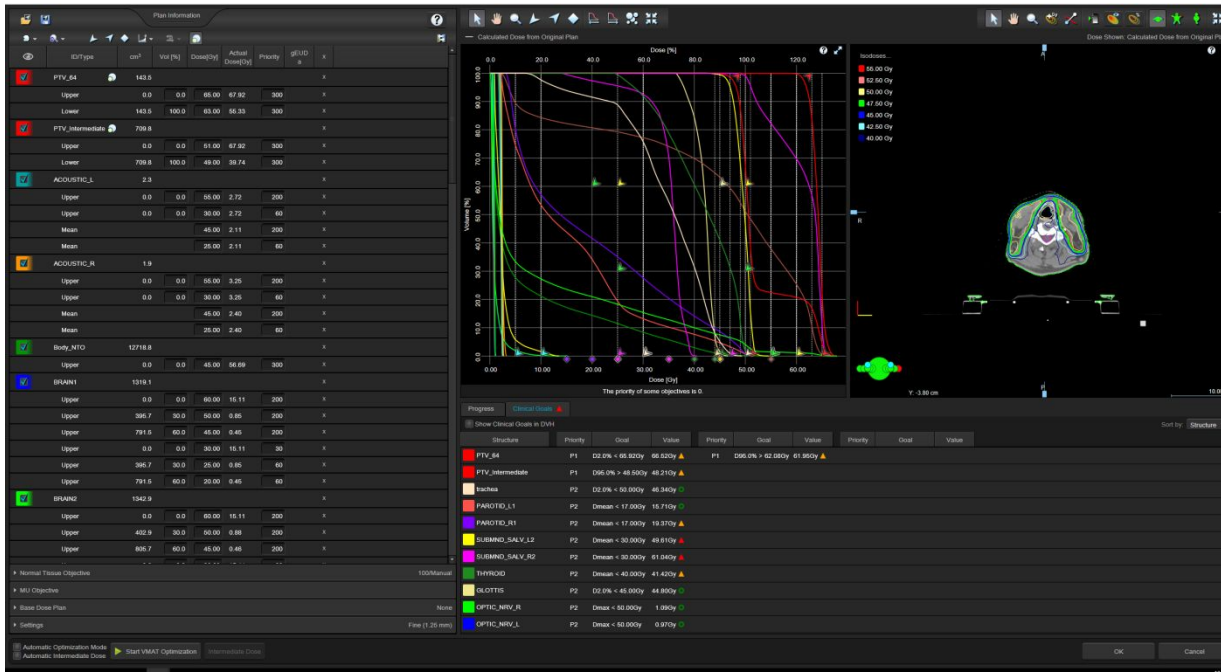 Plan Information
ID/Type cm³ Vol [%] Dose[Gy] Actual Dose[Gy] Priority gEUD a X
PTV_64 143.5 X
Upper 0.0 0.0 65.00 67.92 300 X
Lower 143.5 100.0 63.00 55.33 300 X
PTV_Intermediate 709.8 X
Upper 0.0 0.0 51.00 67.92 300 X
Lower 709.8 100.0 49.00 39.74 300 X
ACOUSTIC_L 2.3 X
Upper 0.0 0.0 55.00 2.72 200 X
Upper 0.0 0.0 30.00 2.72 60 X
Mean 45.00 2.11 200 X
Mean 25.00 2.11 60 X
ACOUSTIC_R 1.9 X
Upper 0.0 0.0 55.00 3.25 200 X
Upper 0.0 0.0 30.00 3.25 60 X
Mean 45.00 2.40 200 X
Mean 25.00 2.40 60 X
Body_NTO 12718.8 X
Upper 0.0 0.0 45.00 56.69 300 X
BRAIN1 1319.1 X
Upper 0.0 0.0 60.00 15.11 200 X
Upper 395.7 30.0 50.00 0.85 200 X
Upper 791.5 60.0 45.00 0.45 200 X
Upper 0.0 0.0 30.00 15.11 30 X
Upper 395.7 30.0 25.00 0.85 60 X
Upper 791.5 60.0 20.00 0.45 60 X
BRAIN2 1342.9 X
Upper 0.0 0.0 60.00 15.11 200 X
Upper 402.9 30.0 50.00 0.88 200 X
Upper 805.7 60.0 45.00 0.46 200 X
Normal Tissue Objective 100/Manual
MU Objective
Base Dose Plan None
Settings Fine (1.25 mm)
Automatic Optimization Mode
Automatic Intermediate Dose
Start VMAT Optimization
Intermediate Dose
Calculated Dose from Original Plan
Dose [%]
0.0 20.0 40.0 60.0 80.0 100.0 120.0
Volume [%]
100.0
90.0
80.0
70.0
60.0
50.0
40.0
30.0
20.0
10.0
0.0
0.00 10.00 20.00 30.00 40.00 50.00 60.00
Dose [Gy]
The priority of some objectives is 0.
Dose Shown: Calculated Dose from Original Pl
Isodoses...
55.00 Gy
52.50 Gy
50.00 Gy
47.50 Gy
45.00 Gy
42.50 Gy
40.00 Gy
R
Y: -3.80 cm
10.00
Progress
Clinical Goals
Show Clinical Goals in DVH
Sort by: Structure
Structure Priority Goal Value Priority Goal Value Priority Goal Value
PTV_64 P1 D2.0% < 65.92Gy 66.52Gy P1 D95.0% > 62.08Gy 61.95Gy
PTV_Intermediate P1 D95.0% > 48.50Gy 48.21Gy
trachea P2 D2.0% < 50.00Gy 46.34Gy
PAROTID_L1 P2 Dmean < 17.00Gy 15.71Gy
PAROTID_R1 P2 Dmean < 17.00Gy 19.37Gy
SUBMND_SALV_L2 P2 Dmean < 30.00Gy 49.61Gy
SUBMND_SALV_R2 P2 Dmean < 30.00Gy 61.04Gy
THYROID P2 Dmean < 40.00Gy 41.42Gy
GLOTTIS P2 D2.0% < 45.00Gy 44.80Gy
OPTIC_NRV_R P2 Dmax < 50.00Gy 1.09Gy
OPTIC_NRV_L P2 Dmax < 50.00Gy 0.97Gy
OK
Cancel